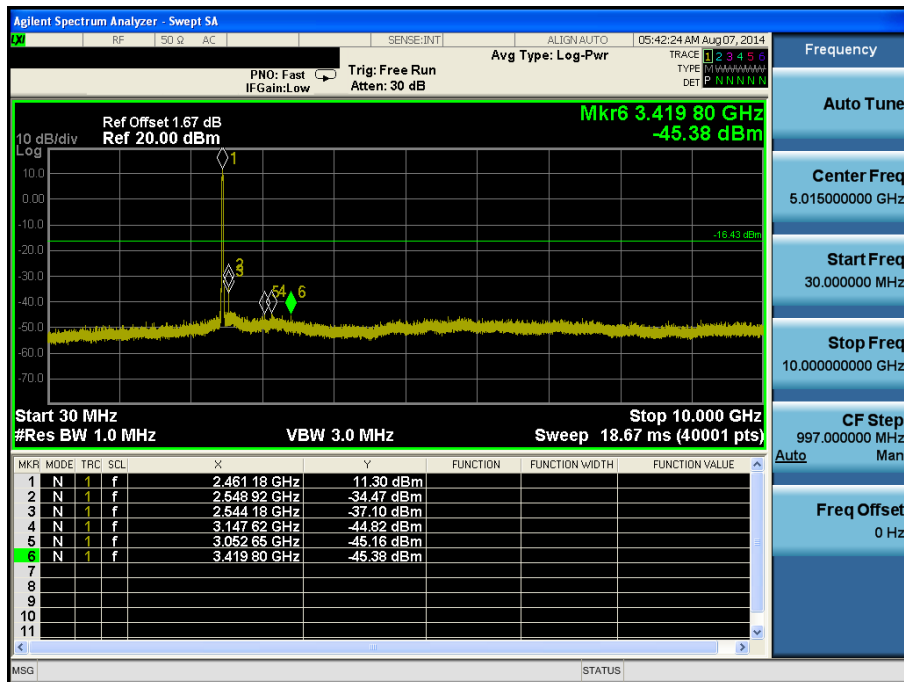 Agilent Spectrum Analyzer - Swept SA
LXI RF 50 Ω AC SENSE:INT ALIGN AUTO 05:42:24 AM Aug 07, 2014
Avg Type: Log-Pwr
TRACE 1 2 3 4 5 6
TYPE M W W W W W
DET P N N N N N
PNO: Fast
IFGain:Low
Trig: Free Run
Atten: 30 dB
Mkr6 3.419 80 GHz
-45.38 dBm
Ref Offset 1.67 dB
Ref 20.00 dBm
10 dB/div
Log
1
10.0
0.00
-10.0
-16.43 dBm
-20.0
2
3
-30.0
5 4 6
-40.0
-50.0
-60.0
-70.0
Start 30 MHz Stop 10.000 GHz
#Res BW 1.0 MHz VBW 3.0 MHz Sweep 18.67 ms (40001 pts)
MKR MODE TRC SCL X Y FUNCTION FUNCTION WIDTH FUNCTION VALUE
1 N 1 f 2.461 18 GHz 11.30 dBm
2 N 1 f 2.548 92 GHz -34.47 dBm
3 N 1 f 2.544 18 GHz -37.10 dBm
4 N 1 f 3.147 62 GHz -44.82 dBm
5 N 1 f 3.052 65 GHz -45.16 dBm
6 N 1 f 3.419 80 GHz -45.38 dBm
7
8
9
10
11
MSG STATUS
Frequency
Auto Tune
Center Freq
5.015000000 GHz
Start Freq
30.000000 MHz
Stop Freq
10.000000000 GHz
CF Step
997.000000 MHz
Auto Man
Freq Offset
0 Hz